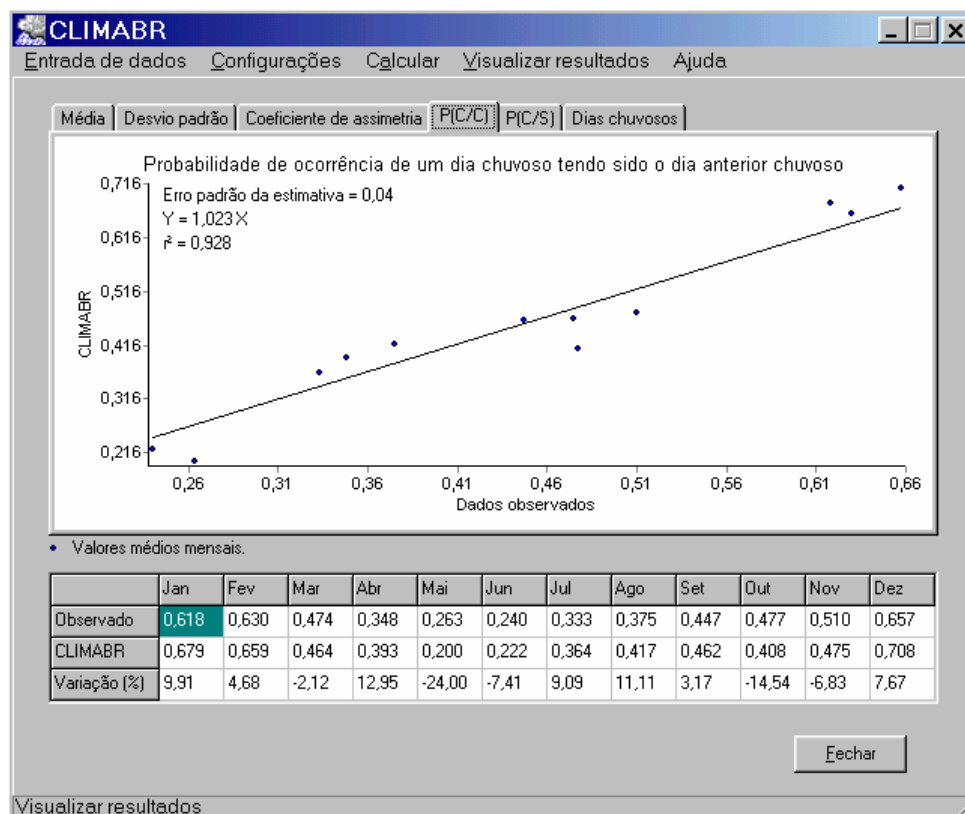 CLIMABR
Entrada de dados Configurações Calcular Visualizar resultados Ajuda
Média Desvio padrão Coeficiente de assimetria P(C/C) P(C/S) Dias chuvosos
Probabilidade de ocorrência de um dia chuvoso tendo sido o dia anterior chuvoso
Erro padrão da estimativa = 0,04
Y = 1,023 X
r² = 0,928
CLIMABR
0,716
0,616
0,516
0,416
0,316
0,216
0,26 0,31 0,36 0,41 0,46 0,51 0,56 0,61 0,66
Dados observados
Valores médios mensais.
Jan Fev Mar Abr Mai Jun Jul Ago Set Out Nov Dez
Observado 0,618 0,630 0,474 0,348 0,263 0,240 0,333 0,375 0,447 0,477 0,510 0,657
CLIMABR 0,679 0,659 0,464 0,393 0,200 0,222 0,364 0,417 0,462 0,408 0,475 0,708
Variação (%) 9,91 4,68 -2,12 12,95 -24,00 -7,41 9,09 11,11 3,17 -14,54 -6,83 7,67
Fechar
Visualizar resultados